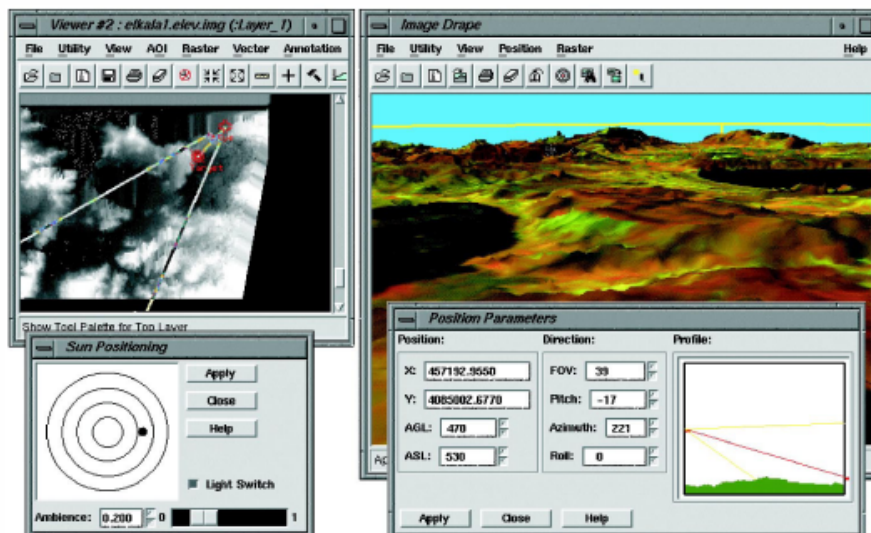 Viewer #2 : elkala1.elev.img (:Layer_1)
File Utility View AOI Raster Vector Annotation
Show Tool Palette for Top Layer
Image Drape
File Utility View Position Raster Help
Sun Positioning
Apply
Close
Help
Light Switch
Ambience: 0.200 0 1
Position Parameters
Position: Direction: Profile:
X: 457192.9550 FOV: 39
Y: 4085002.6770 Pitch: -17
AGL: 470 Azimuth: 221
ASL: 530 Roll: 0
Apply Close Help